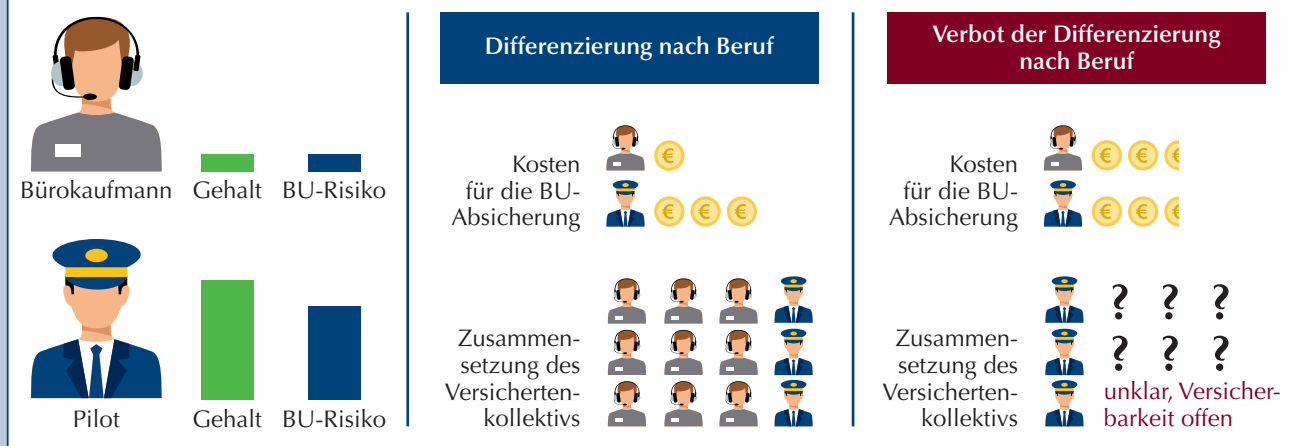 Bürokaufmann Gehalt BU-Risiko
Pilot Gehalt BU-Risiko
Differenzierung nach Beruf
Kosten
für die BU-
Absicherung
€
€ € €
Zusammen-
setzung des
Versicherten-
kollektivs
Verbot der Differenzierung
nach Beruf
Kosten
für die BU-
Absicherung
€ € €
€ € €
Zusammen-
setzung des
Versicherten-
kollektivs
? ? ?
? ? ?
unklar, Versicher-
barkeit offen